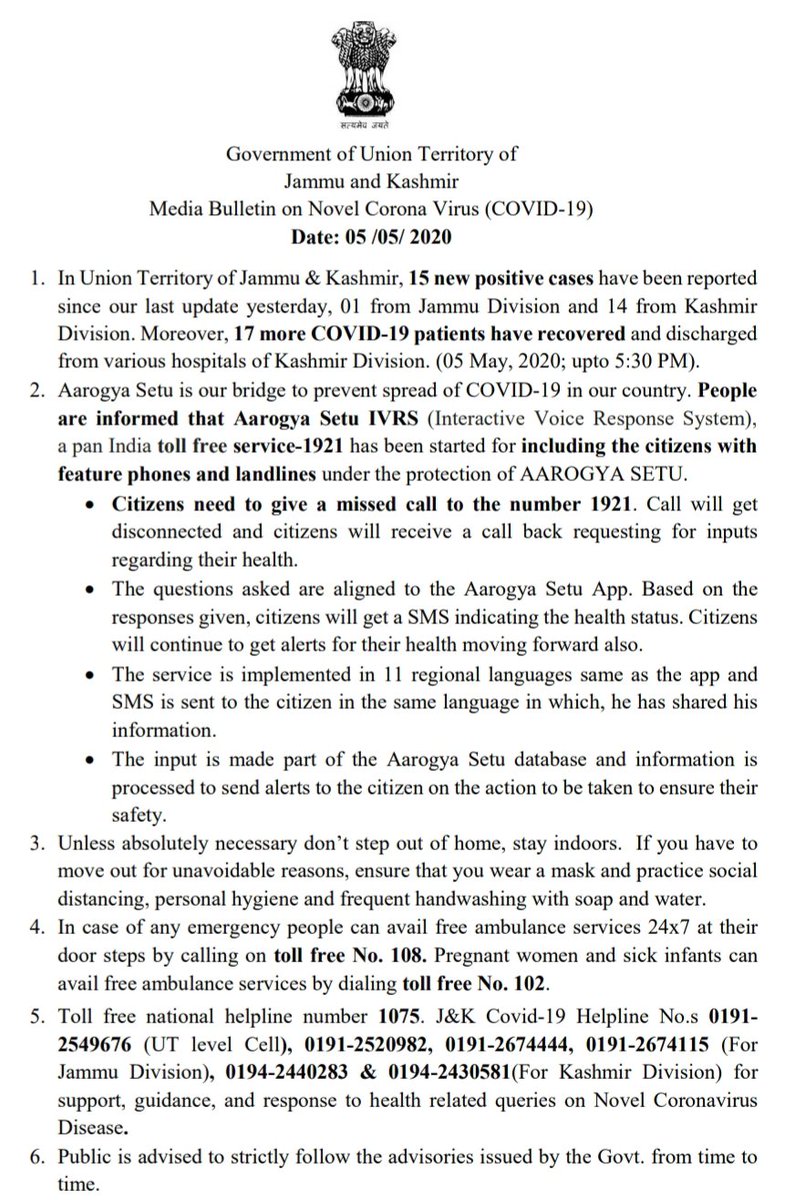 सत्यमेव जयते
Government of Union Territory of
Jammu and Kashmir
Media Bulletin on Novel Corona Virus (COVID-19)
Date: 05 /05/ 2020
1. In Union Territory of Jammu & Kashmir, 15 new positive cases have been reported
since our last update yesterday, 01 from Jammu Division and 14 from Kashmir
Division. Moreover, 17 more COVID-19 patients have recovered and discharged
from various hospitals of Kashmir Division. (05 May, 2020; upto 5:30 PM).
2. Aarogya Setu is our bridge to prevent spread of COVID-19 in our country. People
are informed that Aarogya Setu IVRS (Interactive Voice Response System),
a pan India toll free service-1921 has been started for including the citizens with
feature phones and landlines under the protection of AAROGYA SETU.
• Citizens need to give a missed call to the number 1921. Call will get
disconnected and citizens will receive a call back requesting for inputs
regarding their health.
• The questions asked are aligned to the Aarogya Setu App. Based on the
responses given, citizens will get a SMS indicating the health status. Citizens
will continue to get alerts for their health moving forward also.
• The service is implemented in 11 regional languages same as the app and
SMS is sent to the citizen in the same language in which, he has shared his
information.
• The input is made part of the Aarogya Setu database and information is
processed to send alerts to the citizen on the action to be taken to ensure their
safety.
3. Unless absolutely necessary don’t step out of home, stay indoors. If you have to
move out for unavoidable reasons, ensure that you wear a mask and practice social
distancing, personal hygiene and frequent handwashing with soap and water.
4. In case of any emergency people can avail free ambulance services 24x7 at their
door steps by calling on toll free No. 108. Pregnant women and sick infants can
avail free ambulance services by dialing toll free No. 102.
5. Toll free national helpline number 1075. J&K Covid-19 Helpline No.s 0191-
2549676 (UT level Cell), 0191-2520982, 0191-2674444, 0191-2674115 (For
Jammu Division), 0194-2440283 & 0194-2430581(For Kashmir Division) for
support, guidance, and response to health related queries on Novel Coronavirus
Disease.
6. Public is advised to strictly follow the advisories issued by the Govt. from time to
time.